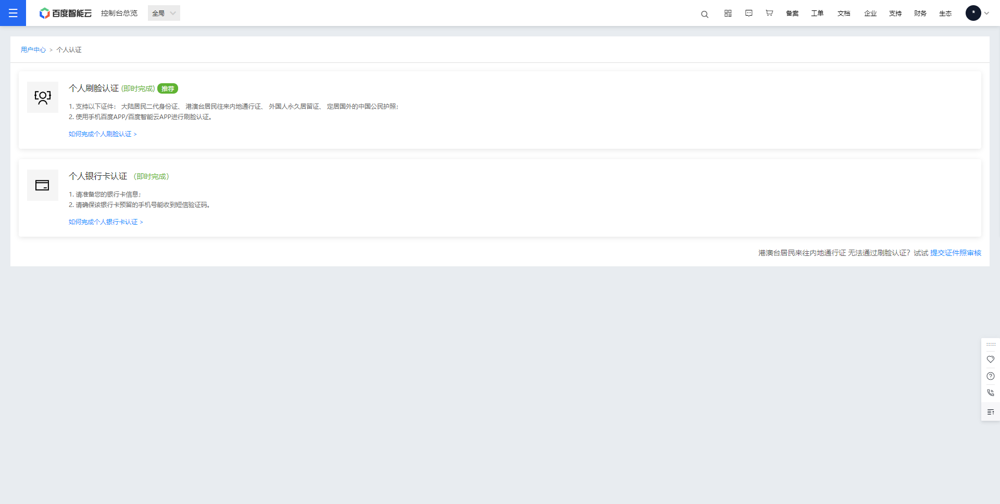 百度智能云 控制台总览 全局 备案 工单 文档 企业 支持 财务 生态 *
用户中心 > 个人认证
个人刷脸认证 (即时完成) 推荐
1. 支持以下证件： 大陆居民二代身份证、 港澳台居民往来内地通行证、 外国人永久居留证、 定居国外的中国公民护照；
2. 使用手机百度APP/百度智能云APP进行刷脸认证。
如何完成个人刷脸认证 >
个人银行卡认证 （即时完成）
1. 请准备您的银行卡信息；
2. 请确保该银行卡预留的手机号能收到短信验证码。
如何完成个人银行卡认证 >
港澳台居民来往内地通行证 无法通过刷脸认证？试试 提交证件照审核